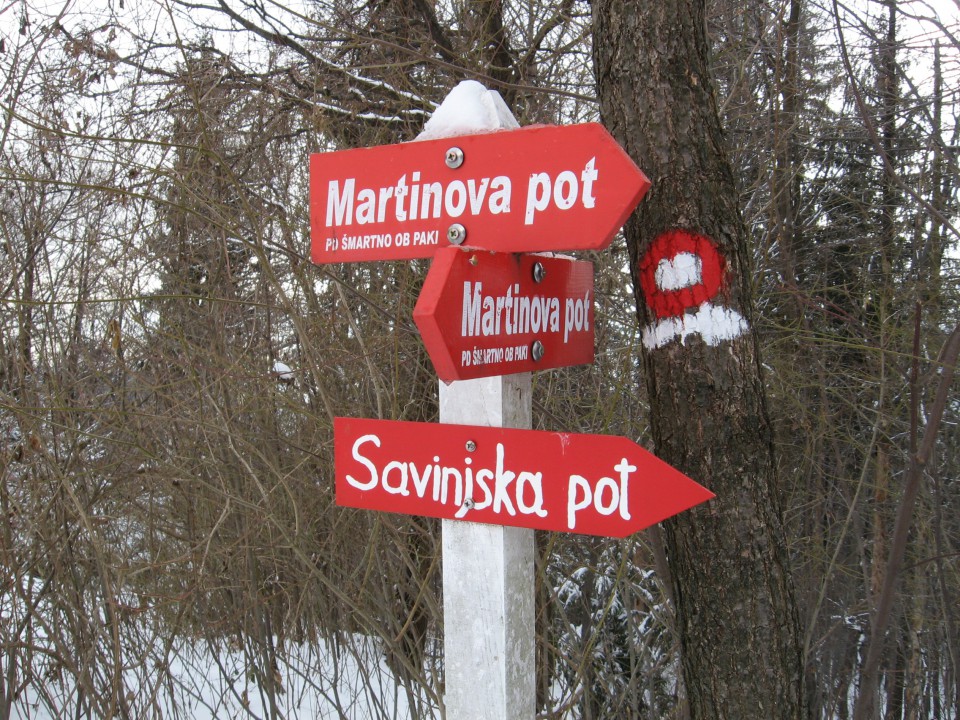 Martinova pot
PD ŠMARTNO OB PAKI
Martinova pot
PD ŠMARTNO OB PAKI
Savinjska pot